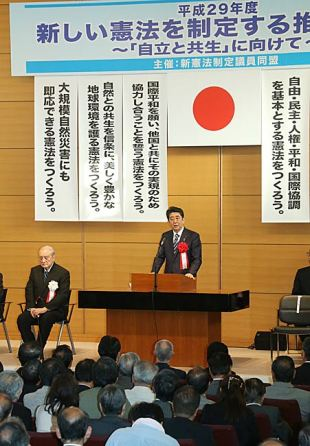 平成29年度
新しい憲法を制定する推
～「自立と共生」に向けて～
主催：新憲法制定議員同盟
自由・民主・人権・平和・国際協調
を基本とする憲法をつくろう。
国際平和を願い、他国と共にその実現のため
協力し合うことを誓う憲法をつくろう。
自然との共生を信条に、美しく豊かな
地球環境を護る憲法をつくろう。
大規模自然災害にも
即応できる憲法をつくろう。